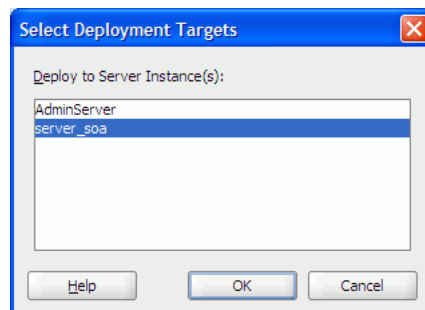 Select Deployment Targets
Deploy to Server Instance(s):
AdminServer
server_soa
Help
OK
Cancel